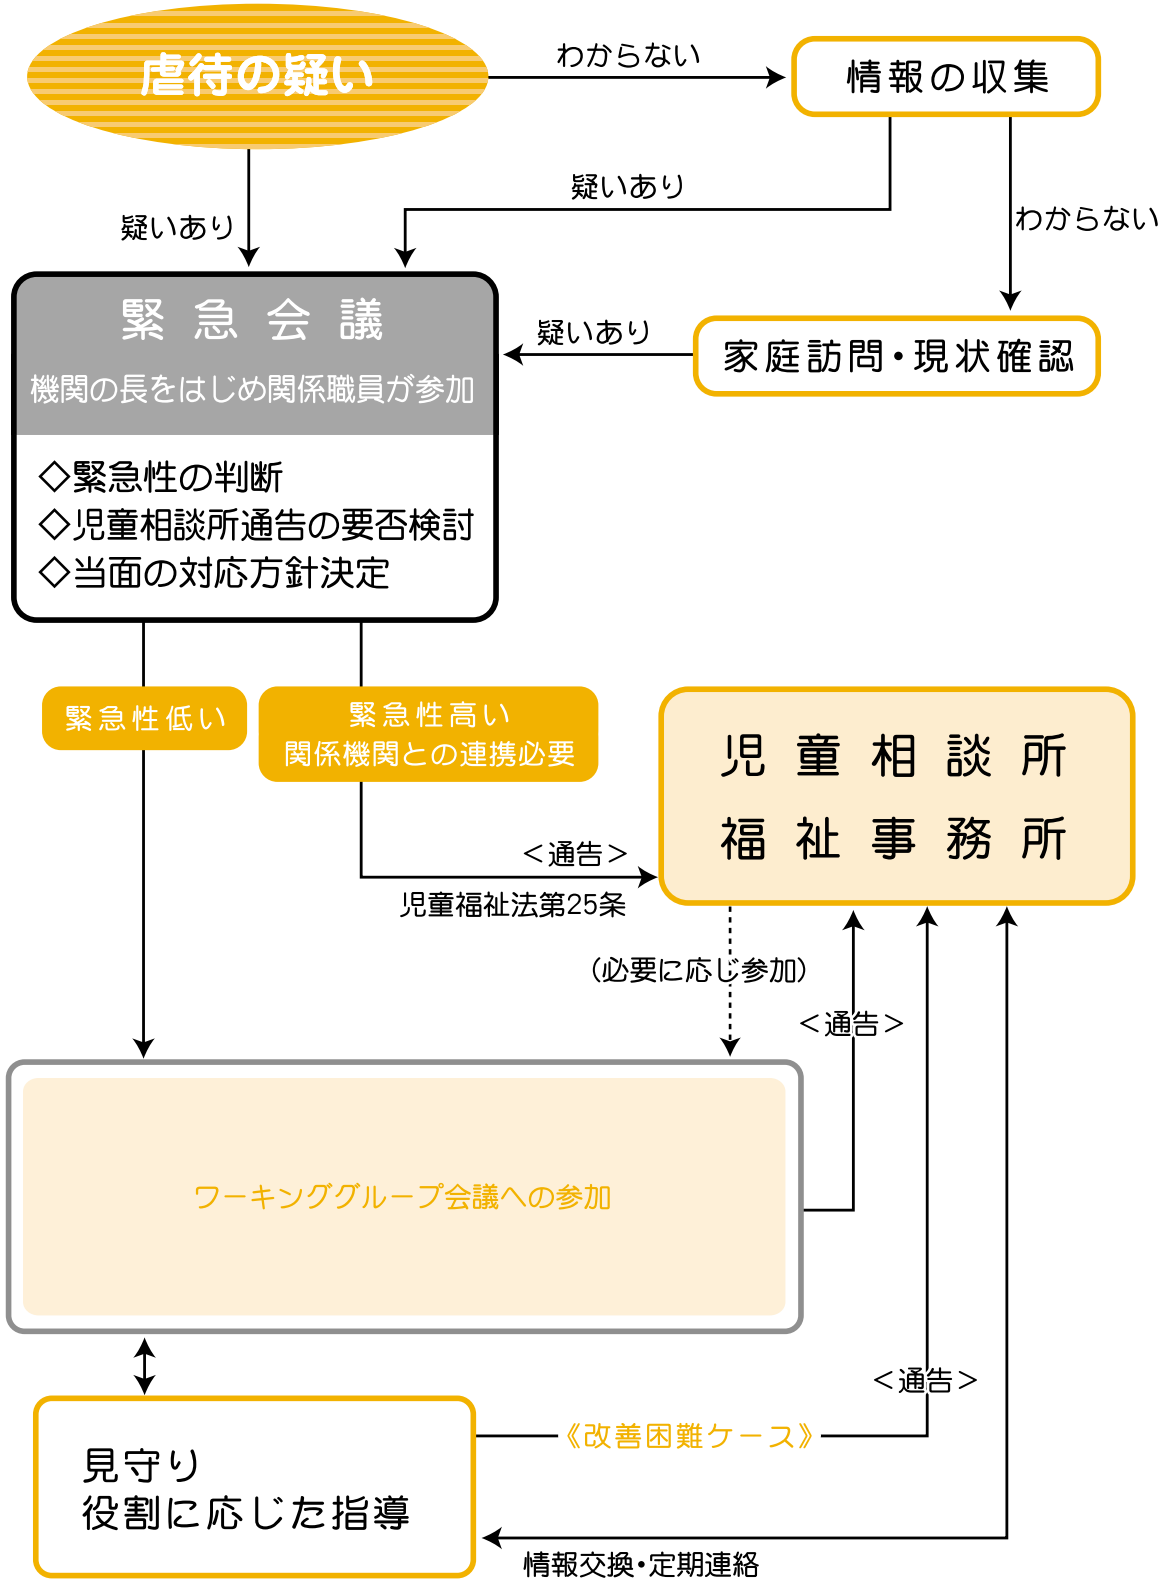 虐待の疑い
わからない
情報の収集
疑いあり
疑いあり
わからない
緊急会議
機関の長をはじめ関係職員が参加
疑いあり
家庭訪問・現状確認
◇緊急性の判断
◇児童相談所通告の要否検討
◇当面の対応方針決定
緊急性低い
緊急性高い
関係機関との連携必要
児童相談所
福祉事務所
＜通告＞
児童福祉法第25条
（必要に応じ参加）
＜通告＞
ワーキンググループ会議への参加
＜通告＞
《改善困難ケース》
見守り
役割に応じた指導
情報交換・定期連絡